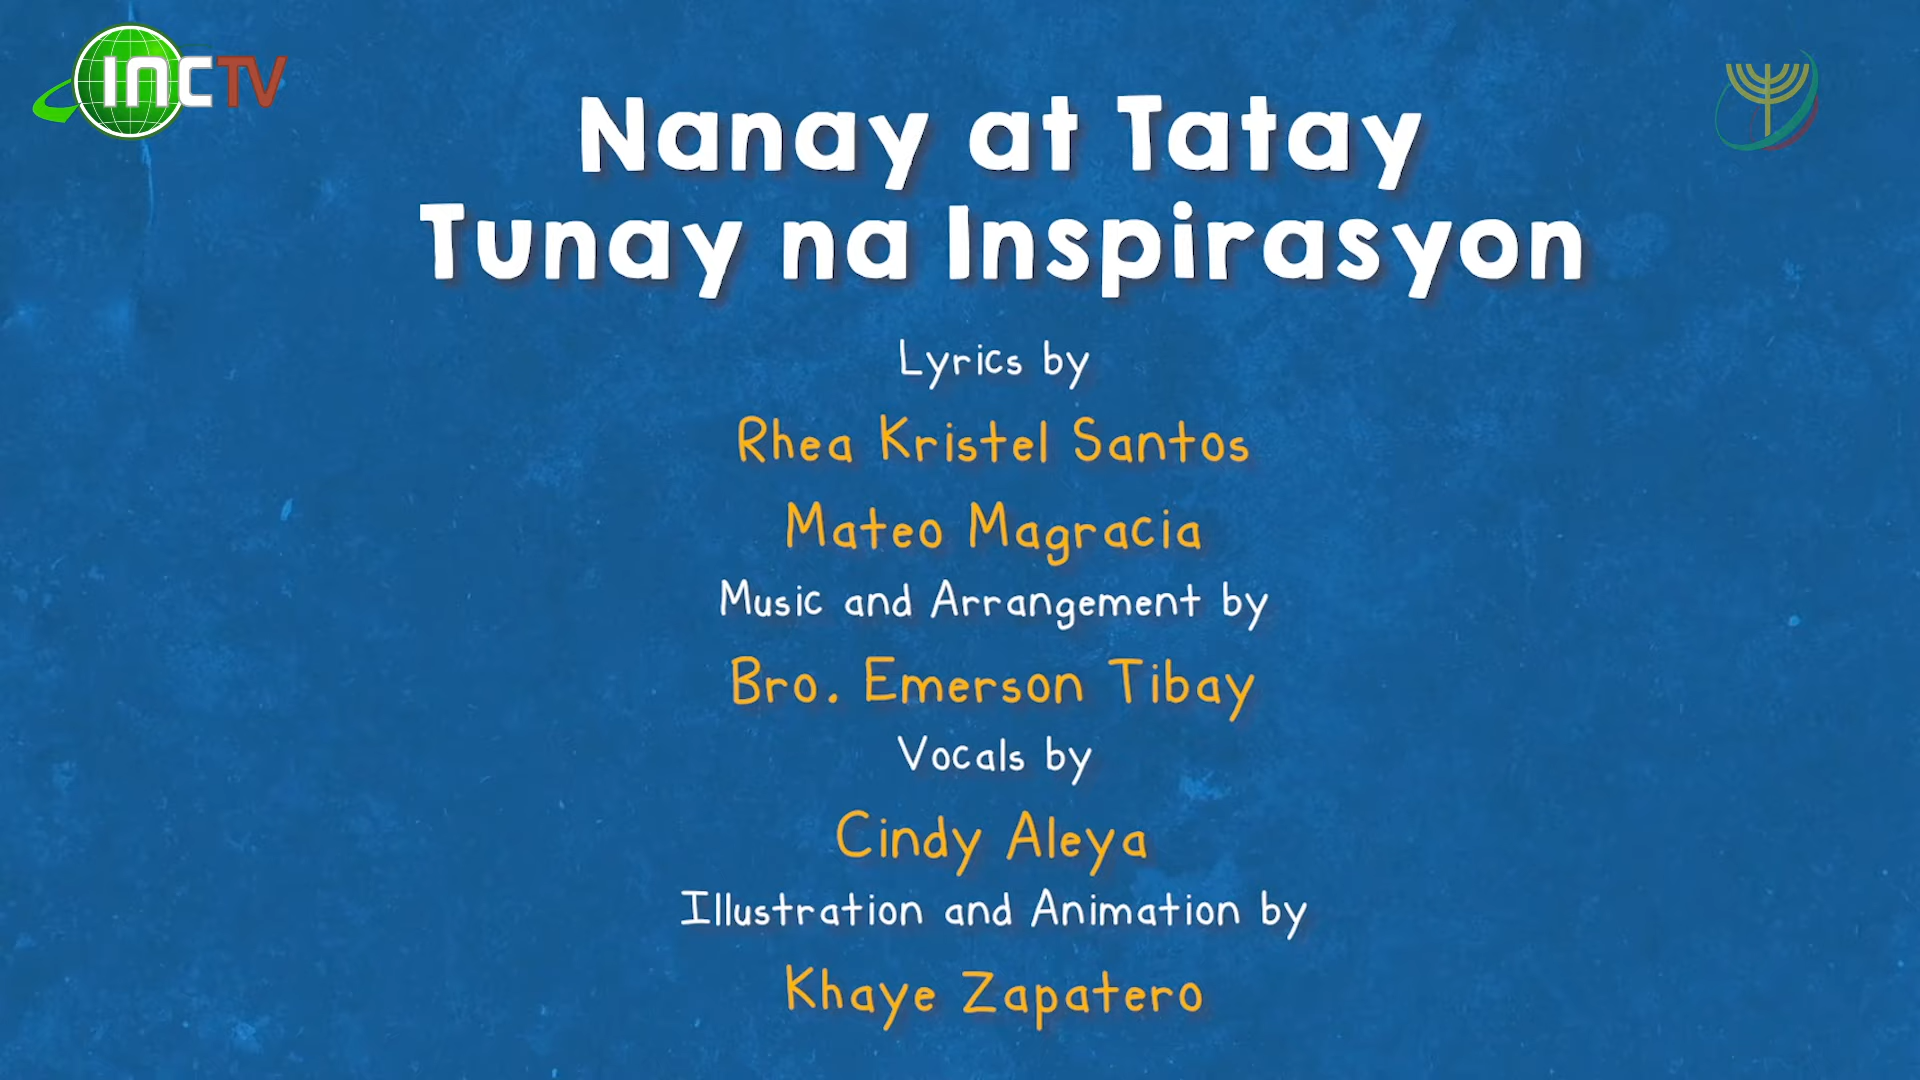 INCTV
Nanay at Tatay
Tunay na Inspirasyon
Lyrics by
Rhea Kristel Santos
Mateo Magracia
Music and Arrangement by
Bro. Emerson Tibay
Vocals by
Cindy Aleya
Illustration and Animation by
Khaye Zapatero